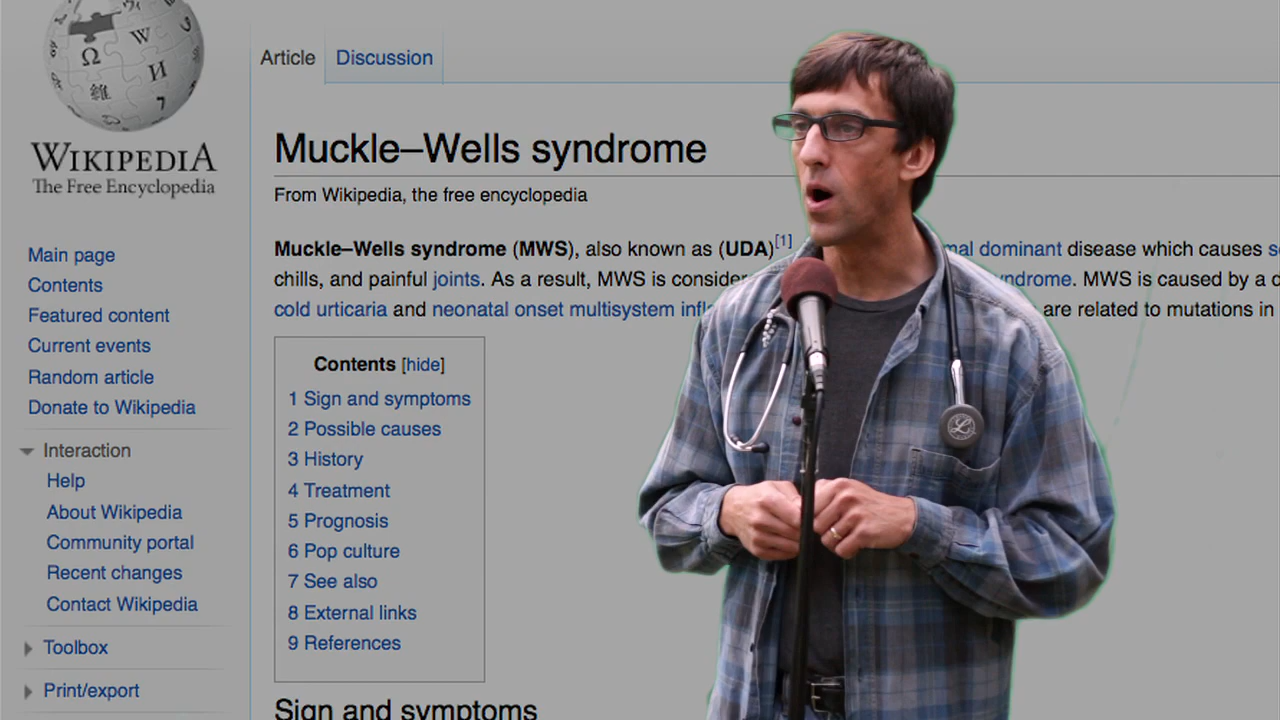 Ω W И 維 7
WIKIPEDIA
The Free Encyclopedia
Main page
Contents
Featured content
Current events
Random article
Donate to Wikipedia
Interaction
Help
About Wikipedia
Community portal
Recent changes
Contact Wikipedia
Toolbox
Print/export
Article Discussion
Muckle–Wells syndrome
From Wikipedia, the free encyclopedia
Muckle–Wells syndrome (MWS), also known as (UDA)[1] dominant disease which causes
chills, and painful joints. As a result, MWS is MWS is caused by a
cold urticaria and neonatal onset multisystem are related to mutations in
Contents [hide]
1 Sign and symptoms
2 Possible causes
3 History
4 Treatment
5 Prognosis
6 Pop culture
7 See also
8 External links
9 References
Sign and symptoms